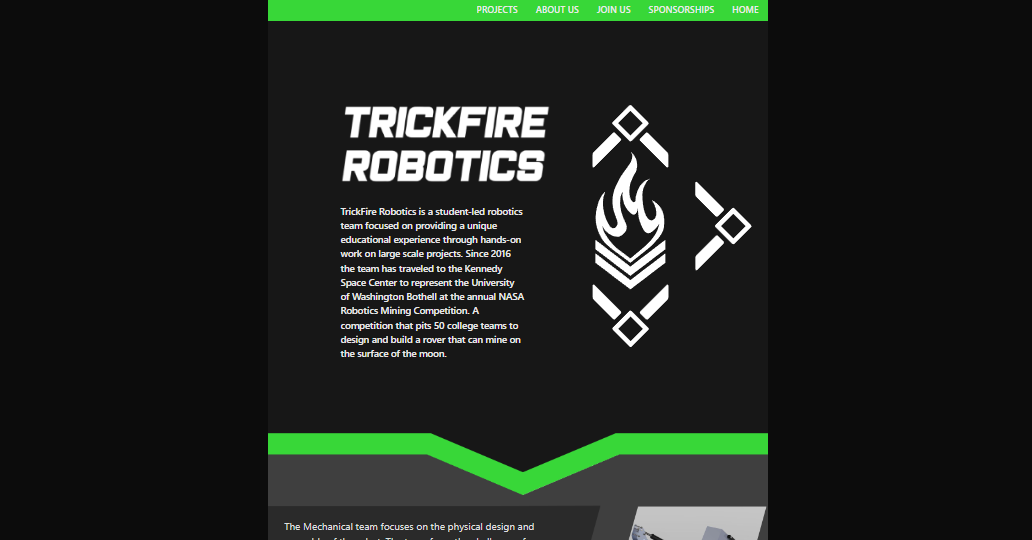 PROJECTS ABOUT US JOIN US SPONSORSHIPS HOME
TRICKFIRE
ROBOTICS
TrickFire Robotics is a student-led robotics
team focused on providing a unique
educational experience through hands-on
work on large scale projects. Since 2016
the team has traveled to the Kennedy
Space Center to represent the University
of Washington Bothell at the annual NASA
Robotics Mining Competition. A
competition that pits 50 college teams to
design and build a rover that can mine on
the surface of the moon.
The Mechanical team focuses on the physical design and